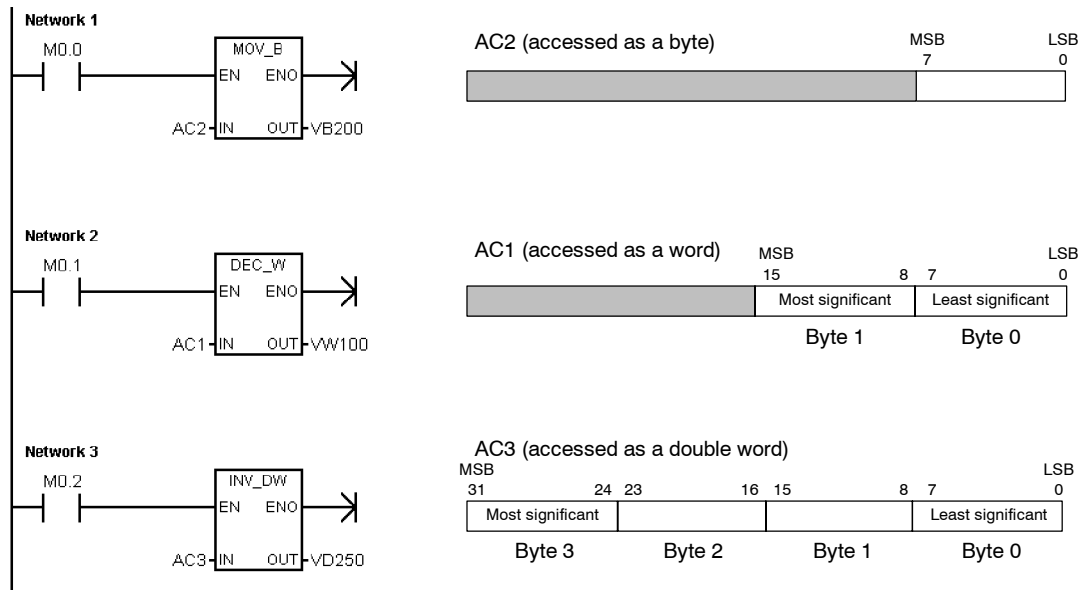 Network 1
M0.0
MOV_B
EN ENO
AC2 IN OUT VB200
AC2 (accessed as a byte)
MSB LSB
7 0
Network 2
M0.1
DEC_W
EN ENO
AC1 IN OUT VW100
AC1 (accessed as a word)
MSB LSB
15 8 7 0
Most significant Least significant
Byte 1 Byte 0
Network 3
M0.2
INV_DW
EN ENO
AC3 IN OUT VD250
AC3 (accessed as a double word)
MSB LSB
31 24 23 16 15 8 7 0
Most significant Least significant
Byte 3 Byte 2 Byte 1 Byte 0